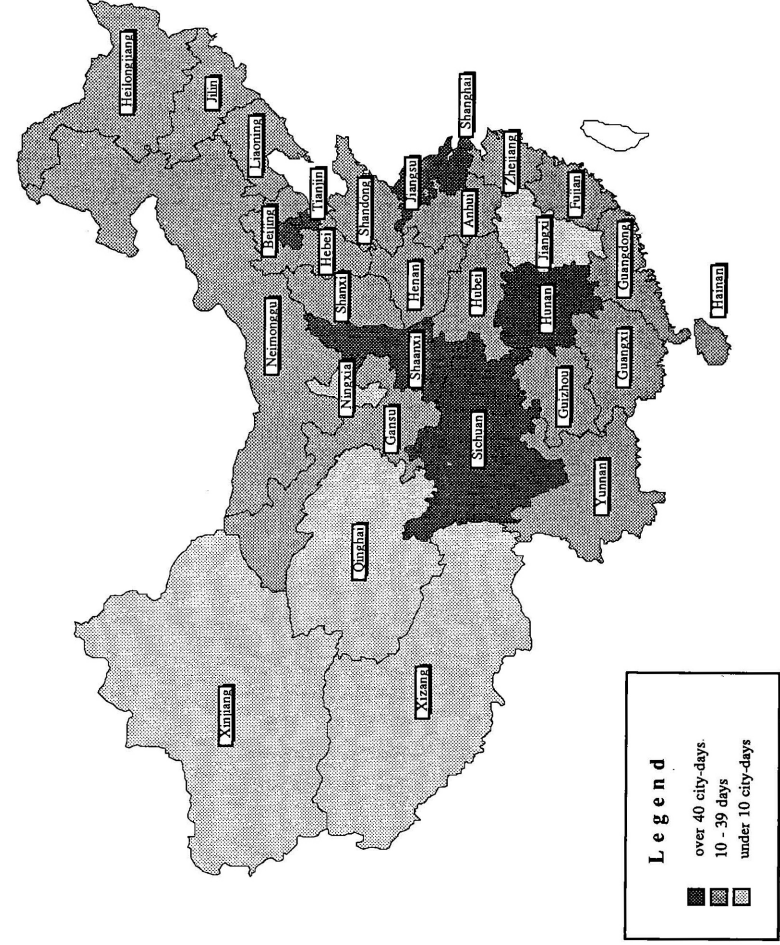 Heilongjiang
Jilin
Liaoning
Neimonggu
Beijing
Tianjin
Hebei
Shanxi
Shandong
Xinjiang
Ningxia
Qinghai
Gansu
Shaanxi
Henan
Jiangsu
Shanghai
Xizang
Sichuan
Hubei
Anhui
Zhejiang
Hunan
Jiangxi
Fujian
Yunnan
Guizhou
Guangxi
Guangdong
Hainan
Legend
over 40 city-days.
10 - 39 days
under 10 city-days